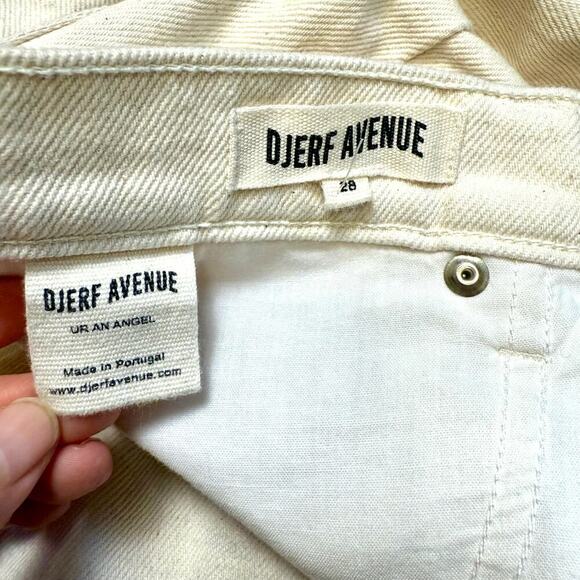 DJERF AVENUE
28
DJERF AVENUE
UR AN ANGEL
Made in Portugal
www.djerfavenue.com